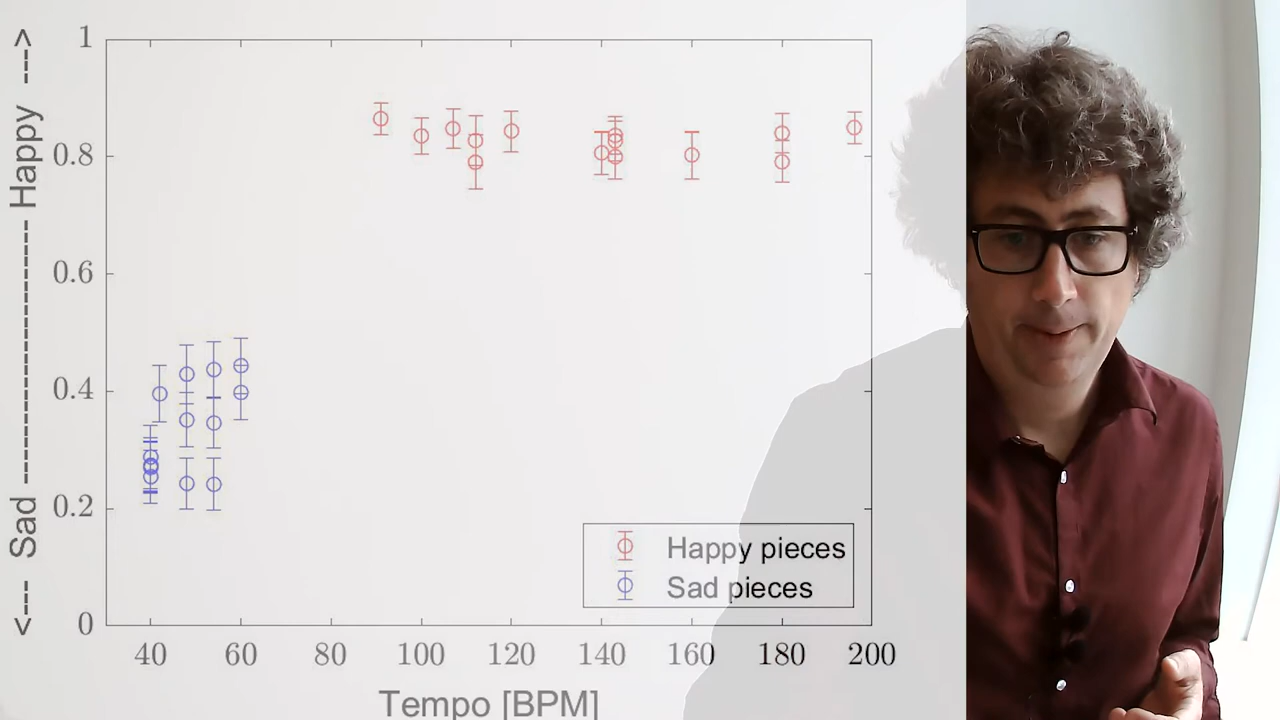 <--- Sad ---------------------- Happy --->
1
0.8
0.6
0.4
0.2
0
40 60 80 100 120 140 160 180 200
Tempo [BPM]
Happy pieces
Sad pieces